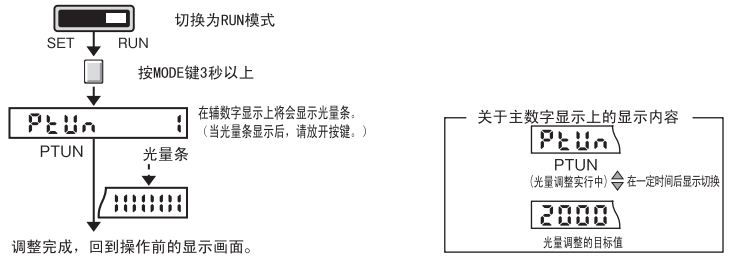 切换为RUN模式
SET RUN
按MODE键3秒以上
PtUn 1
在辅数字显示上将会显示光量条。
（当光量条显示后，请放开按键。）
PTUN
光量条
调整完成，回到操作前的显示画面。
关于主数字显示上的显示内容
PtUn
PTUN
(光量调整实行中) 在一定时间后显示切换
2000
光量调整的目标值